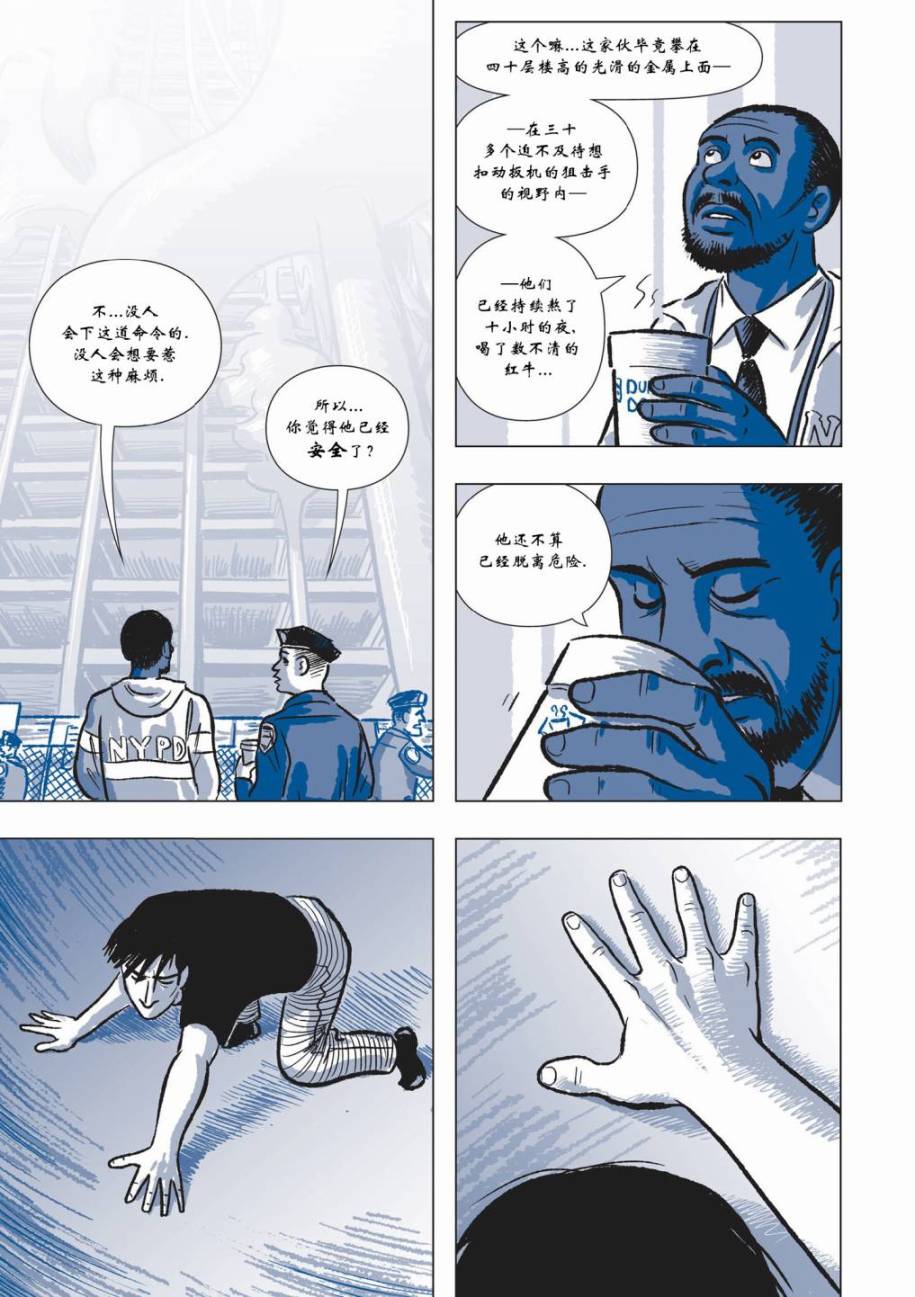 不…没人
会下这道命令的.
没人会想要惹
这种麻烦.
所以…
你觉得他已经
安全了?
NYPD
这个嘛…这家伙毕竟攀在
四十层楼高的光滑的金属上面—
—在三十
多个迫不及待想
扣动扳机的狙击手
的视野内—
—他们
已经持续熬了
十小时的夜,
喝了数不清的
红牛…
DU
D
N
他还不算
已经脱离危险.